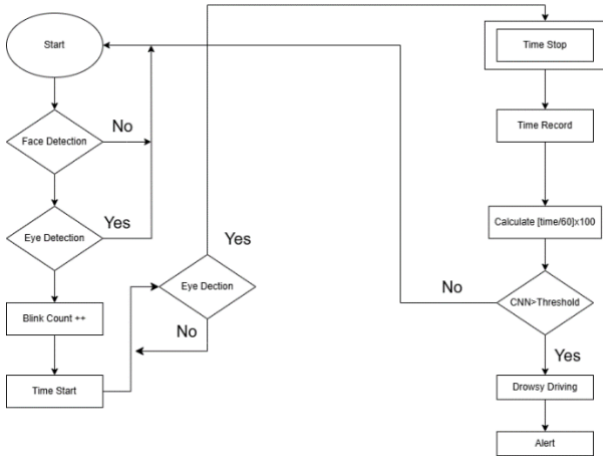 Start
Time Stop
Face Detection
No
Time Record
Eye Detection
Yes
Calculate [time/60]x100
Yes
Eye Dection
No
CNN>Threshold
Blink Count ++
No
Yes
Time Start
Drowsy Driving
Alert